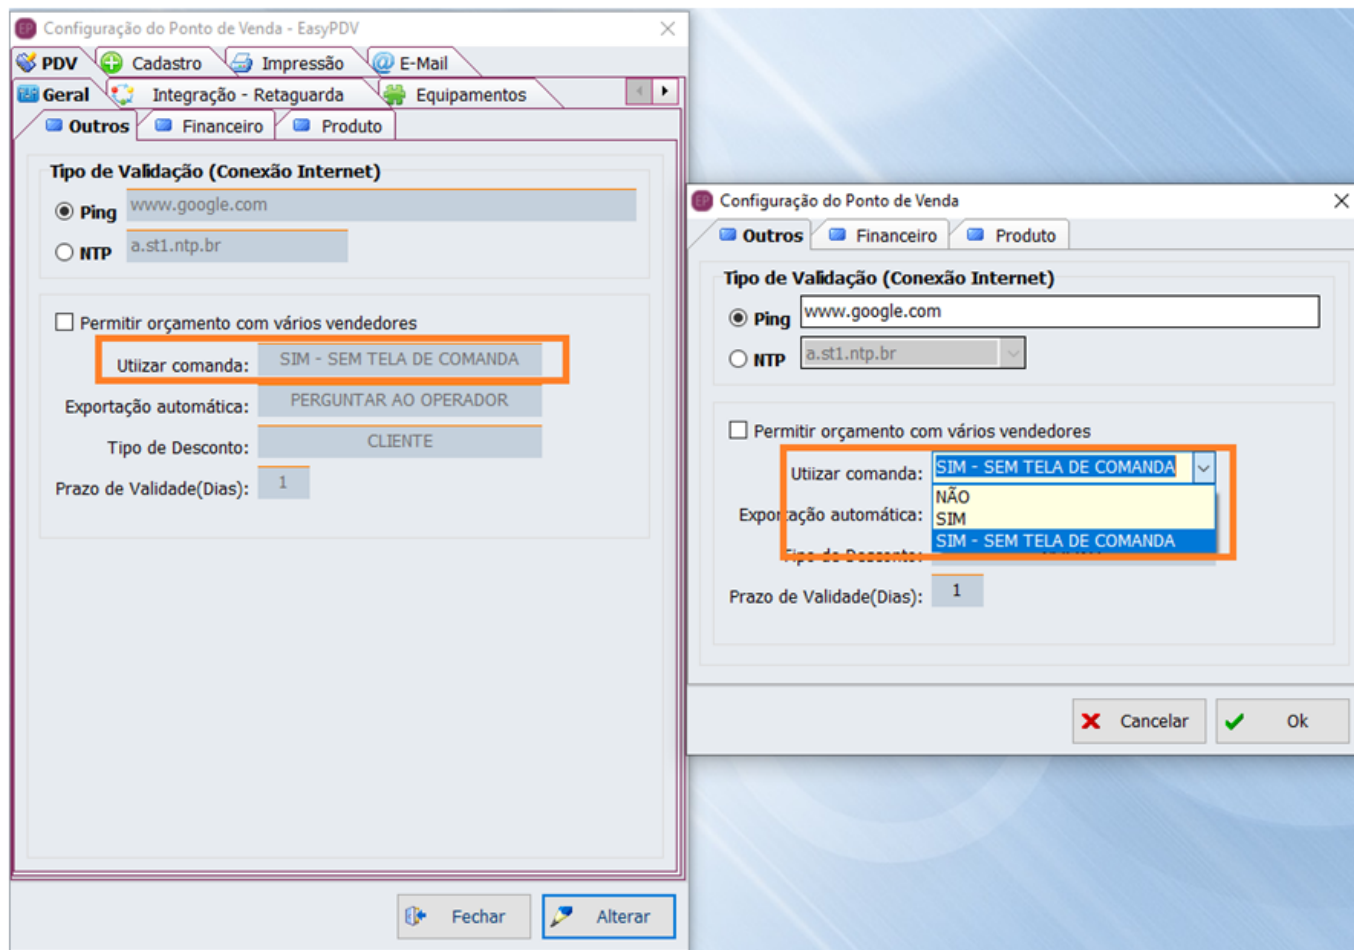 EP Configuração do Ponto de Venda - EasyPDV
PDV Cadastro Impressão E-Mail
Geral Integração - Retaguarda Equipamentos
Outros Financeiro Produto
Tipo de Validação (Conexão Internet)
Ping www.google.com
NTP a.st1.ntp.br
Permitir orçamento com vários vendedores
Utiizar comanda: SIM - SEM TELA DE COMANDA
Exportação automática: PERGUNTAR AO OPERADOR
Tipo de Desconto: CLIENTE
Prazo de Validade(Dias): 1
Fechar Alterar
EP Configuração do Ponto de Venda
Outros Financeiro Produto
Tipo de Validação (Conexão Internet)
Ping www.google.com
NTP a.st1.ntp.br
Permitir orçamento com vários vendedores
Utiizar comanda: SIM - SEM TELA DE COMANDA
NÃO
Exportação automática: SIM
SIM - SEM TELA DE COMANDA
Tipo de Desconto:
Prazo de Validade(Dias): 1
Cancelar Ok